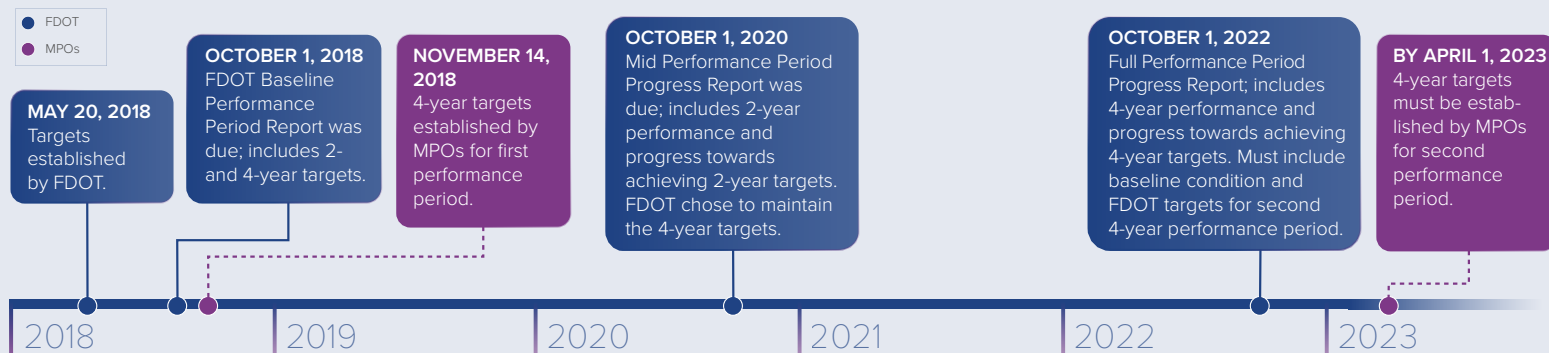 FDOT
MPOs
MAY 20, 2018
Targets
established
by FDOT.
OCTOBER 1, 2018
FDOT Baseline
Performance
Period Report was
due; includes 2-
and 4-year targets.
NOVEMBER 14,
2018
4-year targets
established by
MPOs for first
performance
period.
OCTOBER 1, 2020
Mid Performance Period
Progress Report was
due; includes 2-year
performance and
progress towards
achieving 2-year targets.
FDOT chose to maintain
the 4-year targets.
OCTOBER 1, 2022
Full Performance Period
Progress Report; includes
4-year performance and
progress towards achieving
4-year targets. Must include
baseline condition and
FDOT targets for second
4-year performance period.
BY APRIL 1, 2023
4-year targets
must be estab-
lished by MPOs
for second
performance
period.
2018
2019
2020
2021
2022
2023